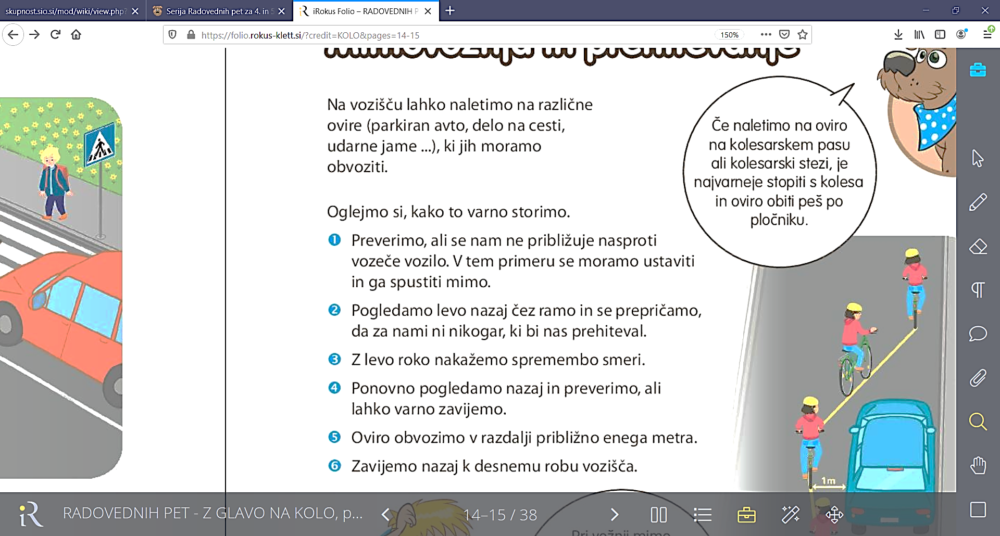 skupnost.sio.si/mod/wiki/view.php?
Serija Radovednih pet za 4. in 5
iRokus Folio – RADOVEDNIH P
https://folio.rokus-klett.si/?credit=KOLO&pages=14-15
150%
Mimovožnja in prehitevanje
Na vozišču lahko naletimo na različne
ovire (parkiran avto, delo na cesti,
udarne jame ...), ki jih moramo
obvoziti.
Oglejmo si, kako to varno storimo.
1 Preverimo, ali se nam ne približuje nasproti
vozeče vozilo. V tem primeru se moramo ustaviti
in ga spustiti mimo.
2 Pogledamo levo nazaj čez ramo in se prepričamo,
da za nami ni nikogar, ki bi nas prehiteval.
3 Z levo roko nakažemo spremembo smeri.
4 Ponovno pogledamo nazaj in preverimo, ali
lahko varno zavijemo.
5 Oviro obvozimo v razdalji približno enega metra.
6 Zavijemo nazaj k desnemu robu vozišča.
Če naletimo na oviro
na kolesarskem pasu
ali kolesarski stezi, je
najvarneje stopiti s kolesa
in oviro obiti peš po
pločniku.
1m
Pri vožnji mimo
iR
RADOVEDNIH PET - Z GLAVO NA KOLO, p...
14–15 / 38